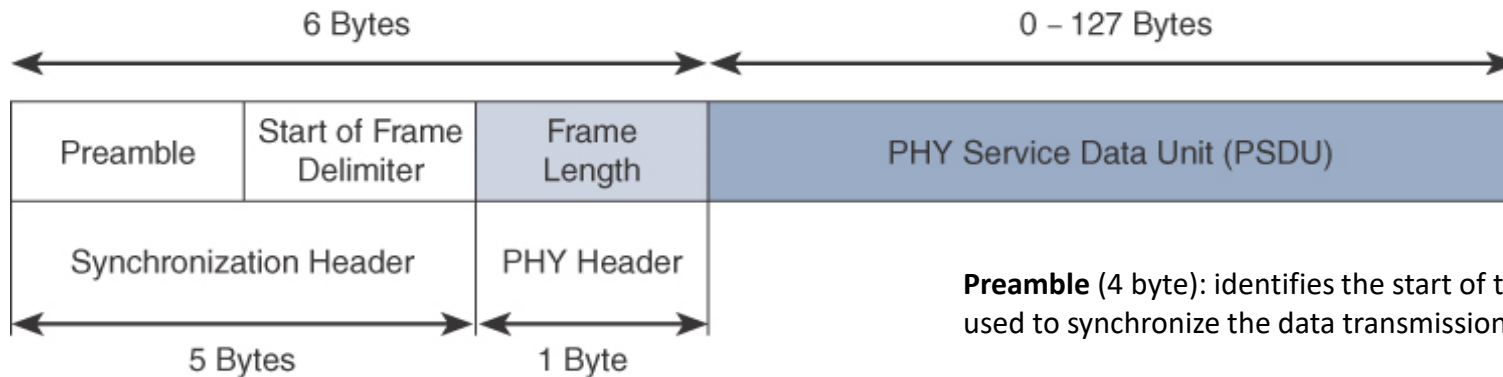 6 Bytes
0 – 127 Bytes
Preamble
Start of Frame
Delimiter
Frame
Length
PHY Service Data Unit (PSDU)
Synchronization Header
PHY Header
5 Bytes
1 Byte
Preamble (4 byte): identifies the start of
used to synchronize the data transmission